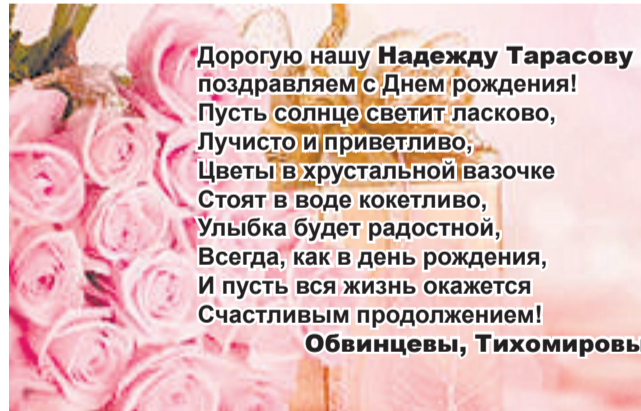 Дорогую нашу Надежду Тарасову
поздравляем с Днем рождения!
Пусть солнце светит ласково,
Лучисто и приветливо,
Цветы в хрустальной вазочке
Стоят в воде кокетливо,
Улыбка будет радостной,
Всегда, как в день рождения,
И пусть вся жизнь окажется
Счастливым продолжением!
Обвинцевы, Тихомировы